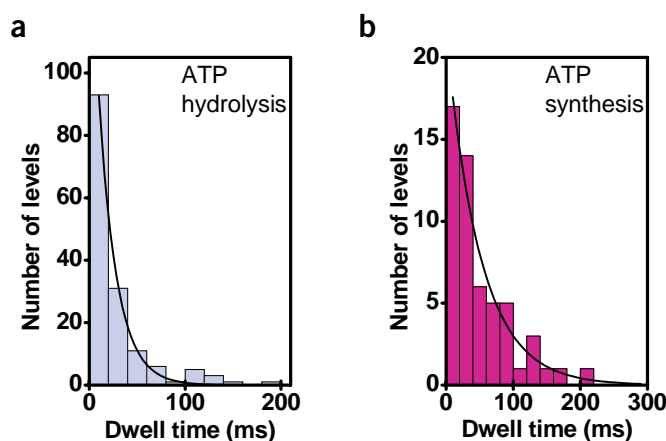 a
ATP
hydrolysis
Number of levels
100
80
60
40
20
0
0
100
200
Dwell time (ms)
b
ATP
synthesis
Number of levels
20
15
10
5
0
0
100
200
300
Dwell time (ms)